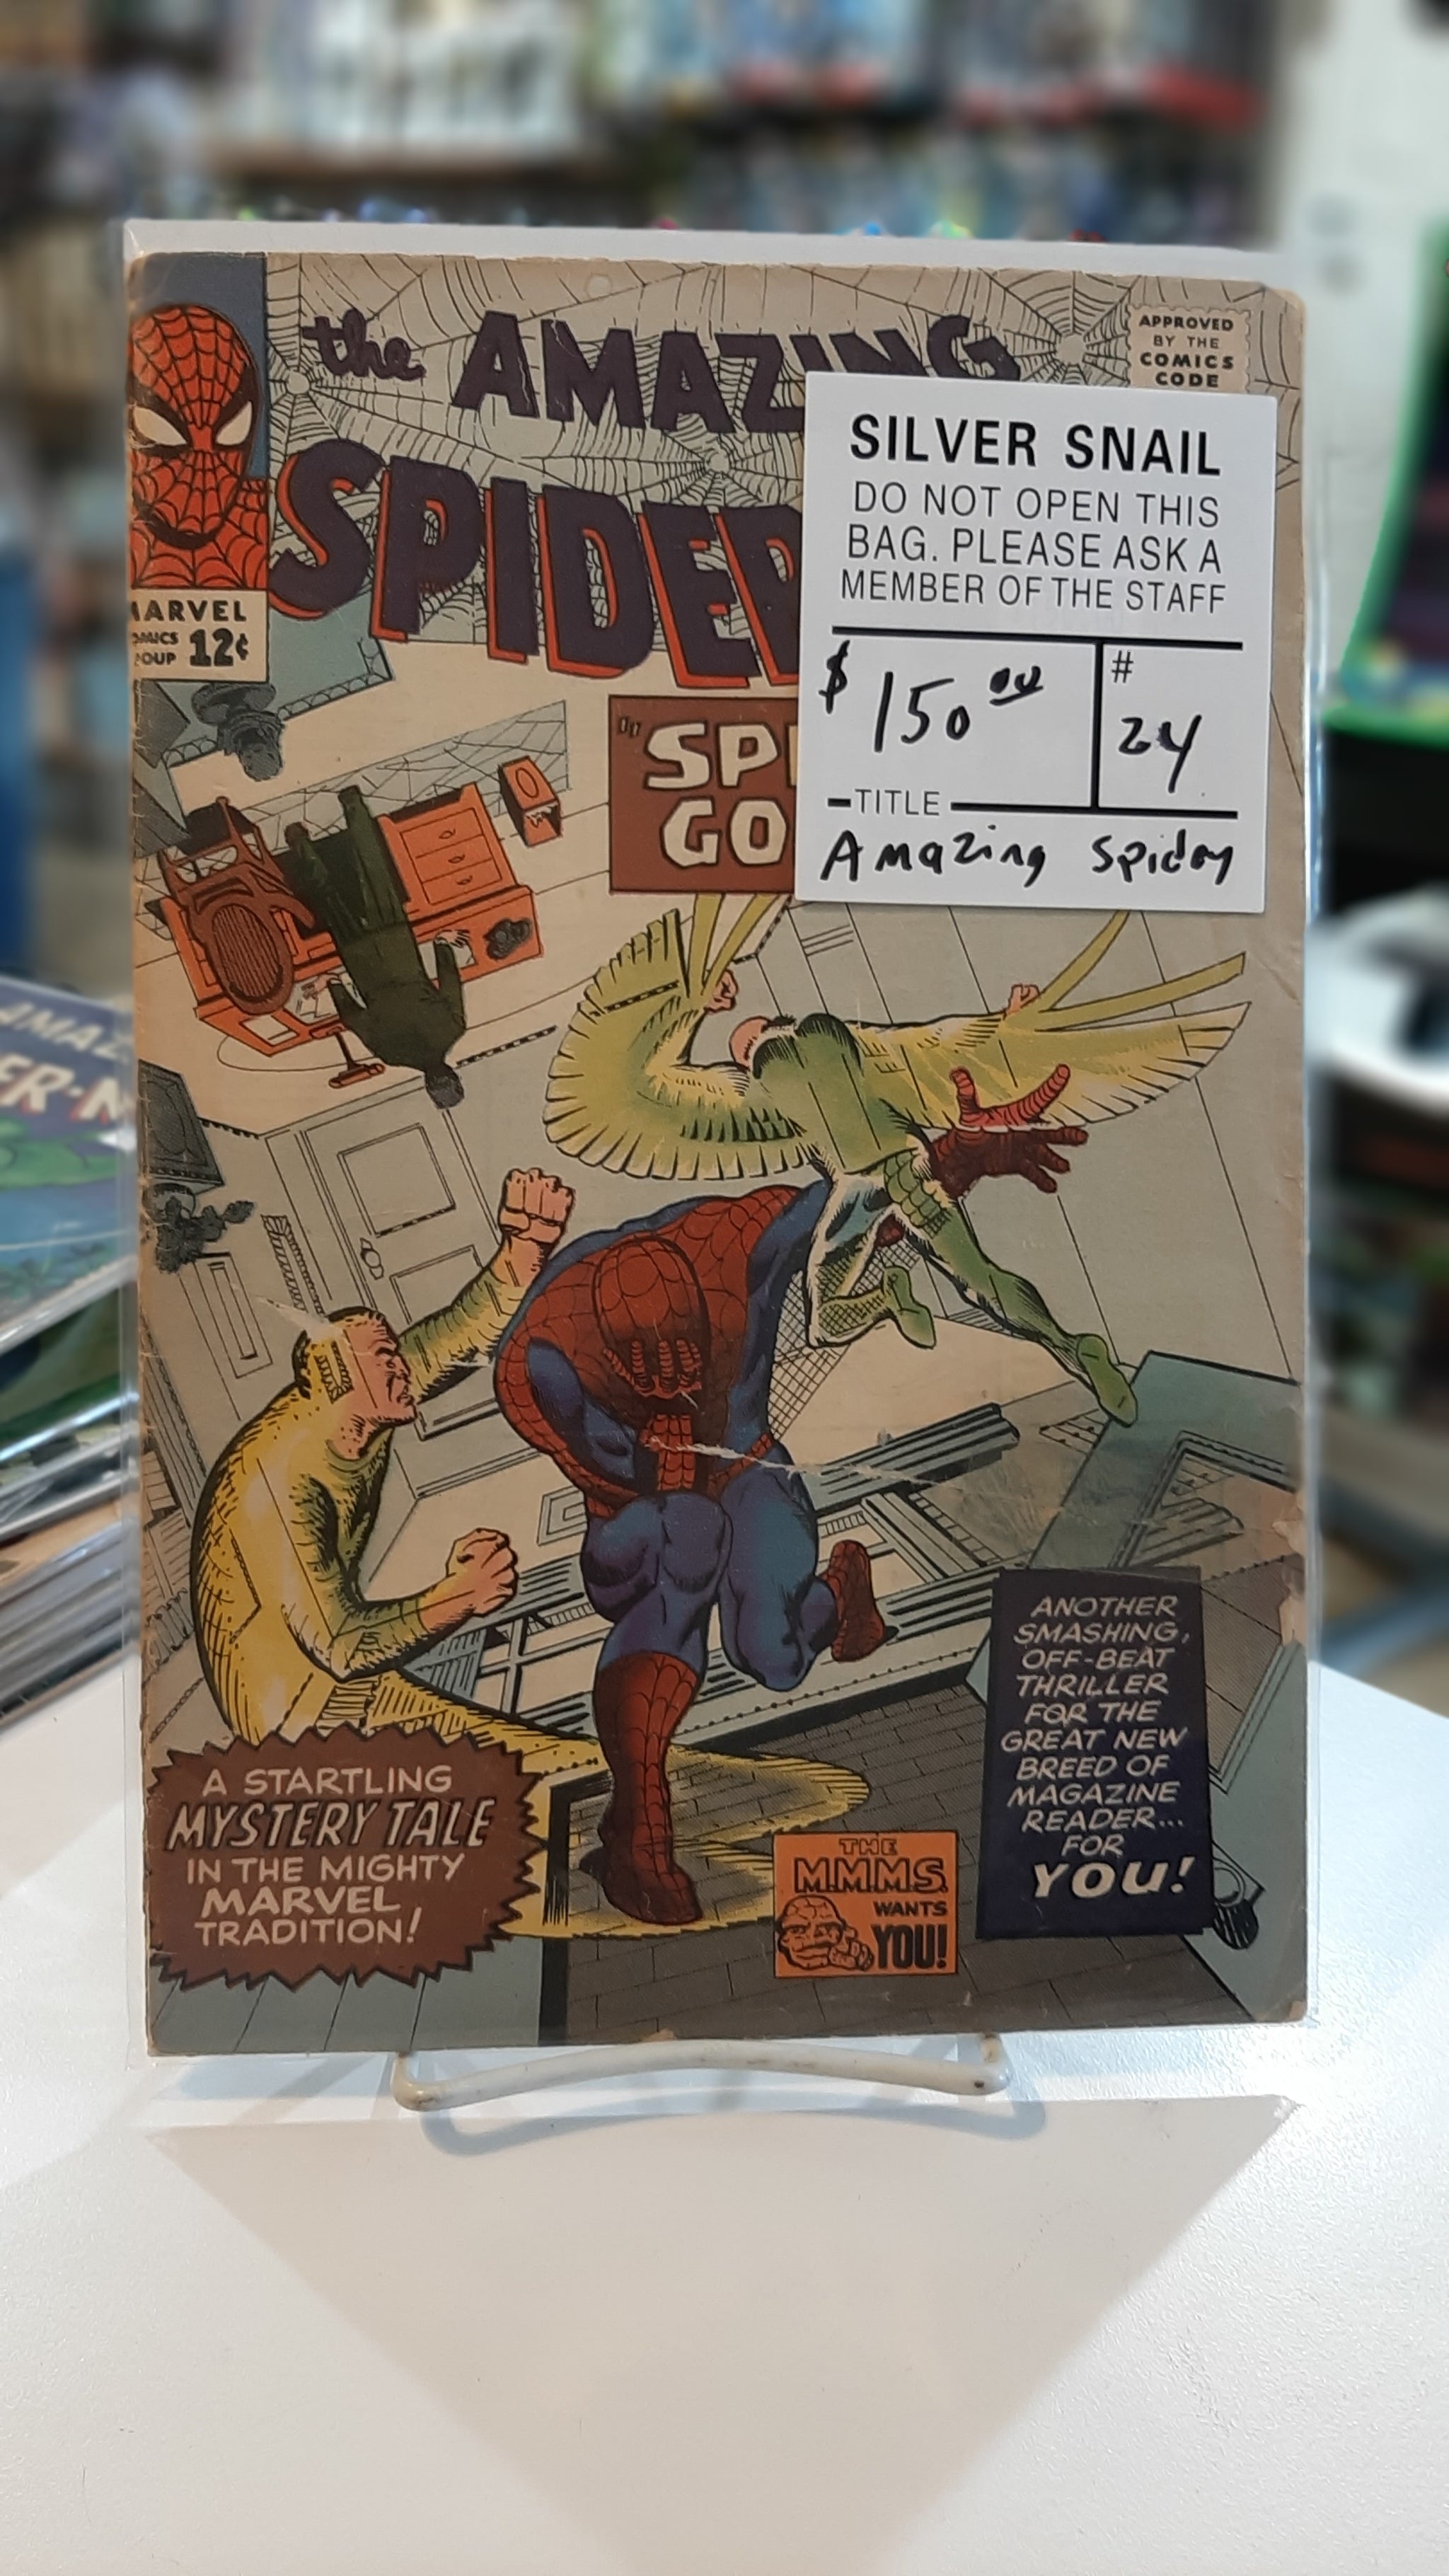 the AMAZING
SPIDER
APPROVED
BY THE
COMICS
CODE
MARVEL
COMICS
GROUP 12¢
SILVER SNAIL
DO NOT OPEN THIS
BAG. PLEASE ASK A
MEMBER OF THE STAFF
$ 150.00
#
24
TITLE
Amazing Spidey
"SPI
GO
ANOTHER
SMASHING,
OFF-BEAT
THRILLER
FOR THE
GREAT NEW
BREED OF
MAGAZINE
READER...
FOR
YOU!
A STARTLING
MYSTERY TALE
IN THE MIGHTY
MARVEL
TRADITION!
THE
M.M.M.S.
WANTS
YOU!
AMAZ
ER-M